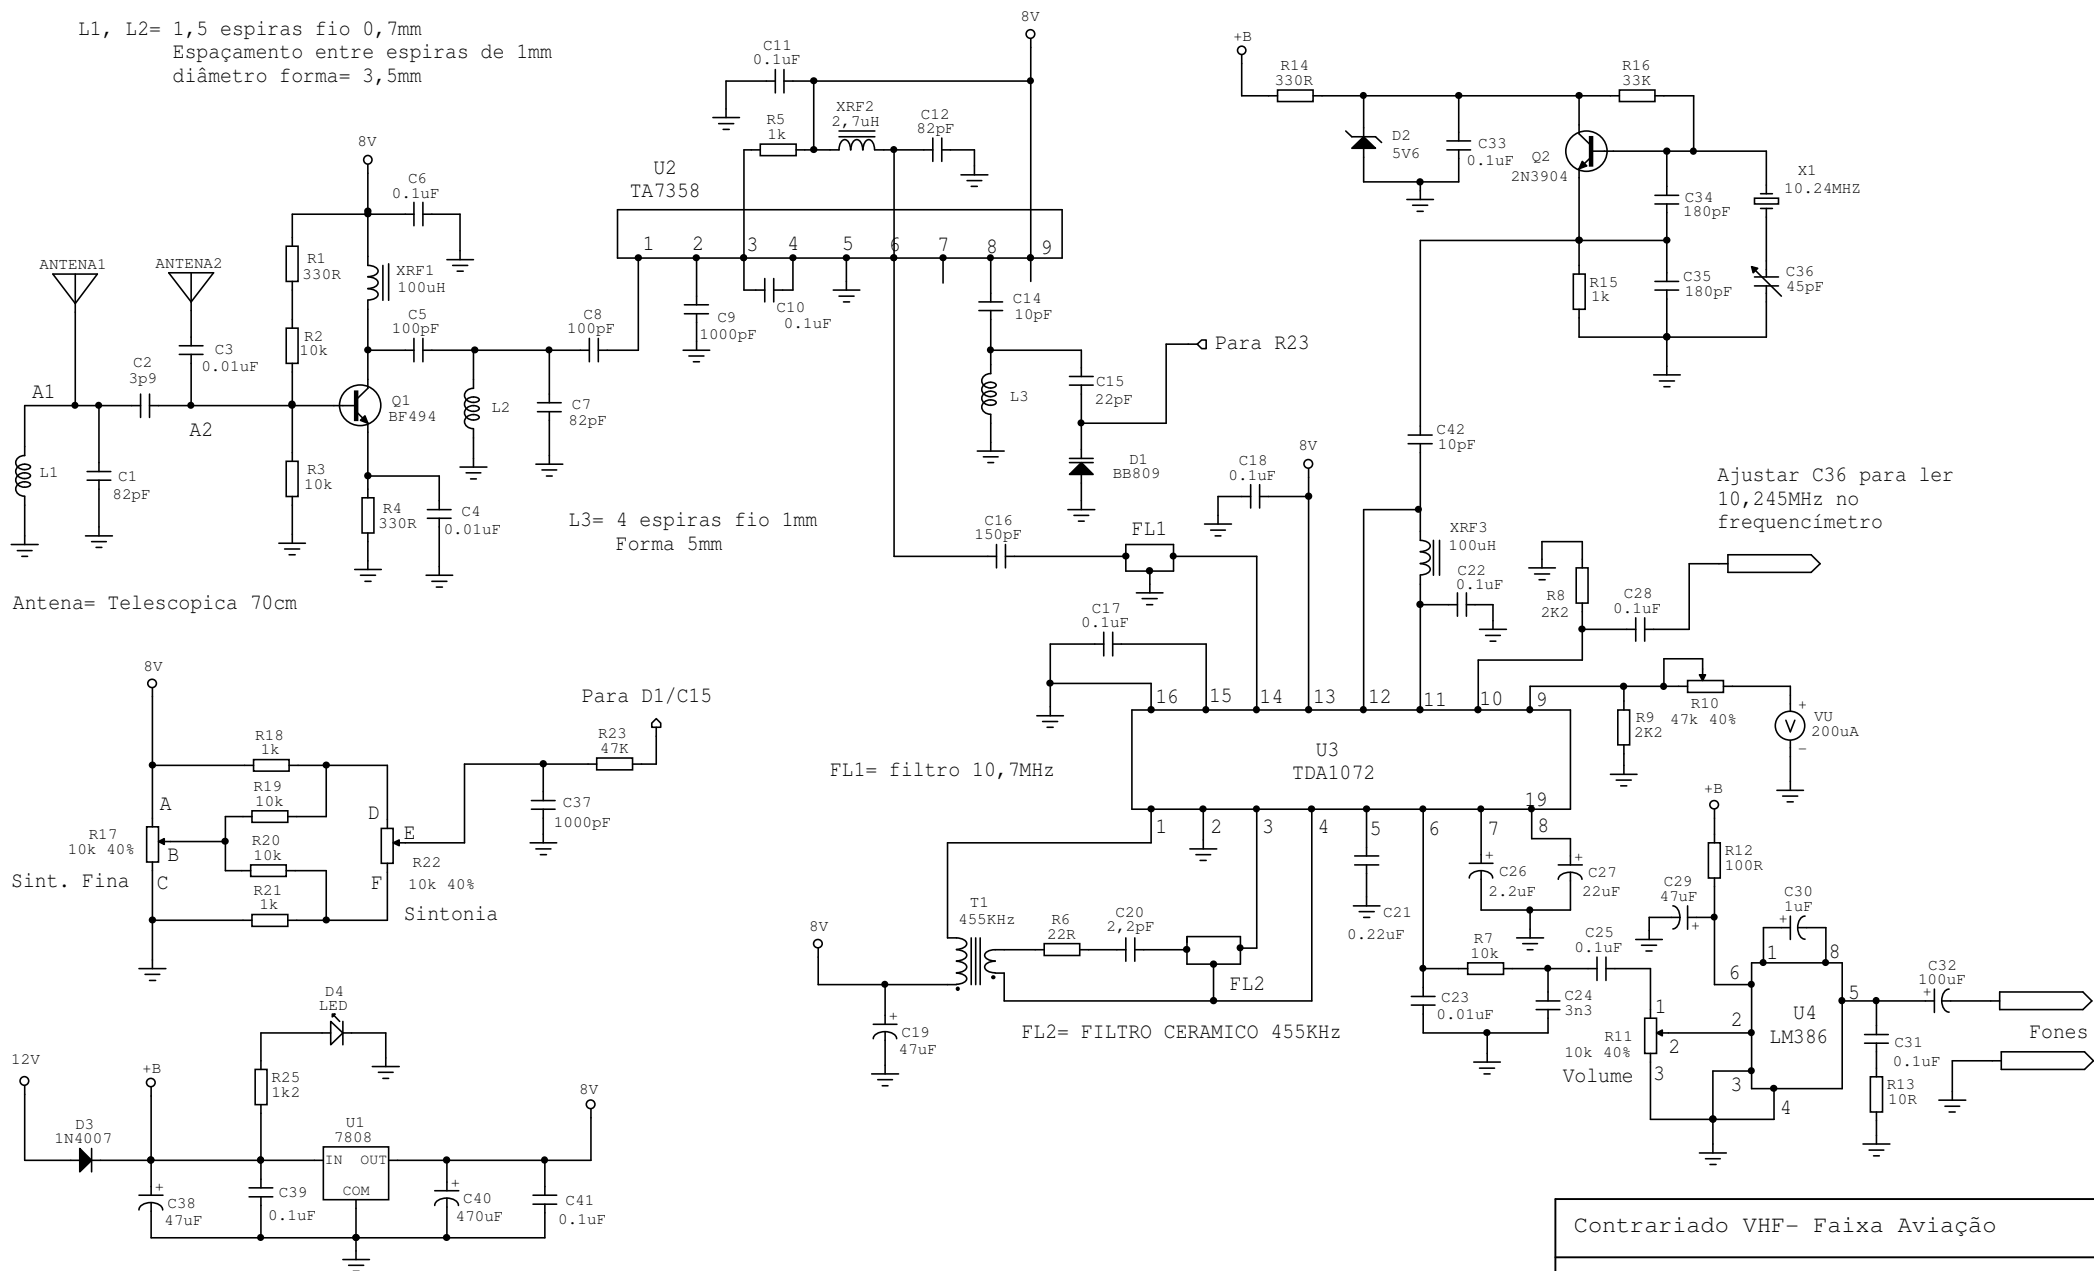 L1, L2= 1,5 espiras fio 0,7mm
Espaçamento entre espiras de 1mm
diâmetro forma= 3,5mm
8V
C6
0.1uF
ANTENA1
ANTENA2
R1
330R
XRF1
100uH
C5
100pF
C8
100pF
R2
10k
C3
0.01uF
C2
3p9
A1
A2
Q1
BF494
L2
C7
82pF
L1
C1
82pF
R3
10k
R4
330R
C4
0.01uF
Antena= Telescopica 70cm
C11
0.1uF
8V
R5
1k
XRF2
2,7uH
C12
82pF
U2
TA7358
1
2
3
4
5
6
7
8
9
C9
1000pF
C10
0.1uF
C14
10pF
Para R23
L3
C15
22pF
D1
BB809
L3= 4 espiras fio 1mm
Forma 5mm
C16
150pF
FL1
C18
0.1uF
8V
C17
0.1uF
+B
R14
330R
R16
33K
D2
5V6
C33
0.1uF
Q2
2N3904
X1
10.24MHZ
C34
180pF
C35
180pF
C36
45pF
R15
1k
C42
10pF
XRF3
100uH
C22
0.1uF
Ajustar C36 para ler
10,245MHz no
frequencímetro
R8
2K2
C28
0.1uF
8V
Para D1/C15
R18
1k
R19
10k
R23
47K
C37
1000pF
A
B
C
D
E
F
R17
10k 40%
R20
10k
R21
1k
R22
10k 40%
Sint. Fina
Sintonia
FL1= filtro 10,7MHz
16
15
14
13
12
11
10
9
U3
TDA1072
19
1
2
3
4
5
6
7
8
R9
2K2
R10
47k 40%
+
V
-
VU
200uA
T1
455KHz
R6
22R
C20
2,2pF
8V
FL2
+
C19
47uF
FL2= FILTRO CERAMICO 455KHz
C21
0.22uF
+
C26
2.2uF
+
C27
22uF
R7
10k
C25
0.1uF
C23
0.01uF
C24
3n3
+B
R12
100R
C29
47uF
+
C30
1uF
+
1
8
6
2
3
4
5
U4
LM386
1
2
3
R11
10k 40%
Volume
C32
100uF
+
Fones
C31
0.1uF
R13
10R
D4
LED
12V
+B
R25
1k2
8V
D3
1N4007
U1
7808
IN
OUT
COM
+
C38
47uF
C39
0.1uF
+
C40
470uF
C41
0.1uF
Contrariado VHF- Faixa Aviação